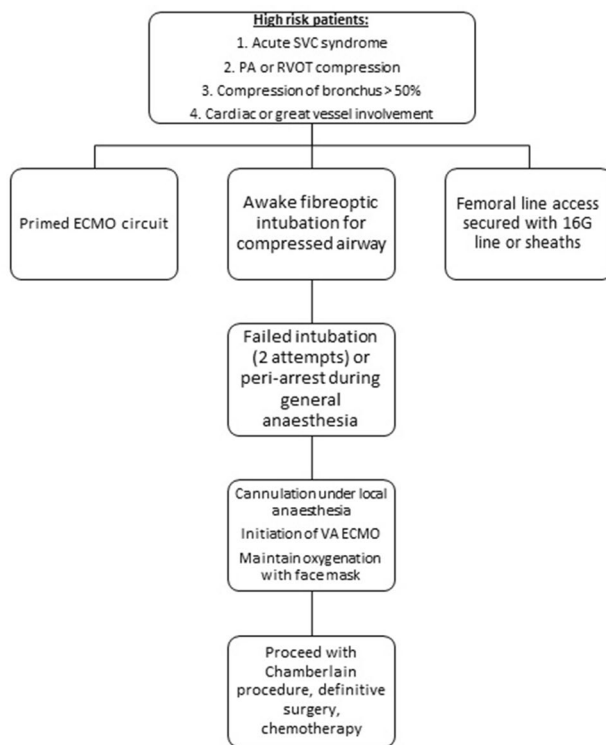 High risk patients:
1. Acute SVC syndrome
2. PA or RVOT compression
3. Compression of bronchus > 50%
4. Cardiac or great vessel involvement
Primed ECMO circuit
Awake fibreoptic
intubation for
compressed airway
Femoral line access
secured with 16G
line or sheaths
Failed intubation
(2 attempts) or
peri-arrest during
general
anaesthesia
Cannulation under local
anaesthesia
Initiation of VA ECMO
Maintain oxygenation
with face mask
Proceed with
Chamberlain
procedure, definitive
surgery,
chemotherapy